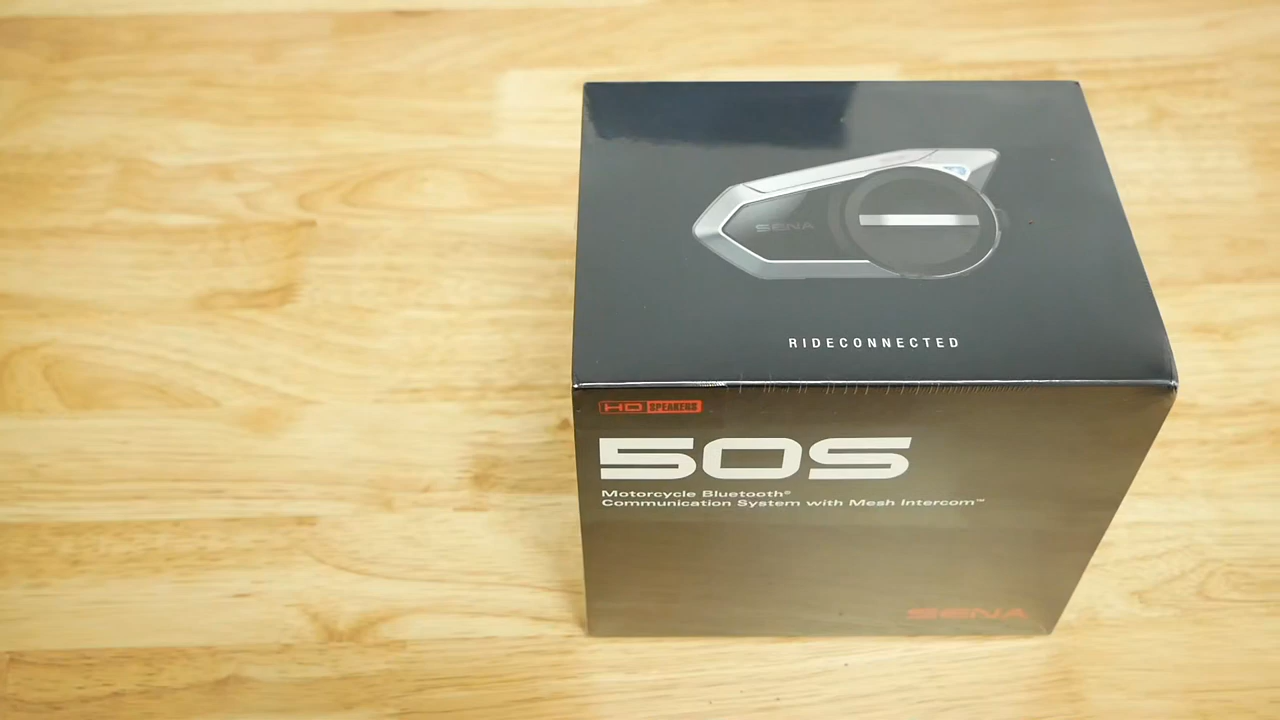 SENA
RIDECONNECTED
HD SPEAKERS
50S
Motorcycle Bluetooth®
Communication System with Mesh Intercom™
SENA